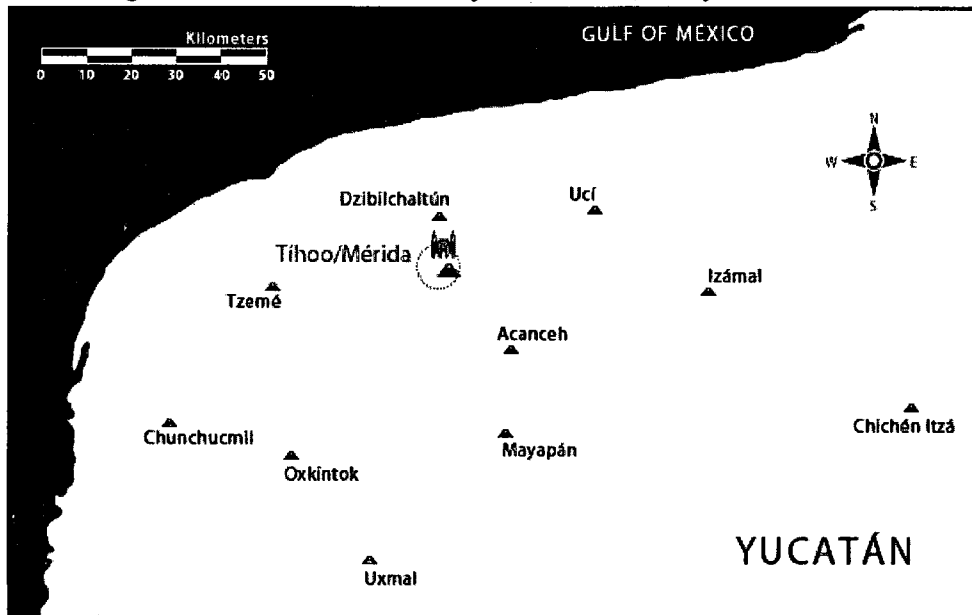 Kilometers
0 10 20 30 40 50
GULF OF MÉXICO
N
W E
S
Dzibilchaltún
Ucí
Tíhoo/Mérida
Tzemé
Izámal
Acanceh
Chunchucmil
Oxkintok
Mayapán
Chichén Itzá
Uxmal
YUCATÁN